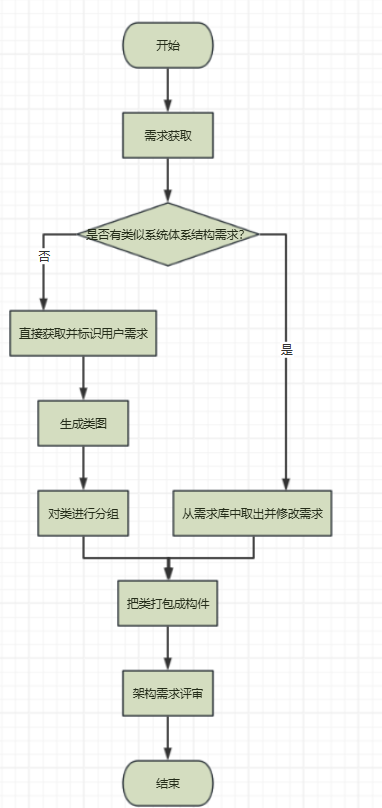 开始
需求获取
是否有类似系统体系结构需求？
否
是
直接获取并标识用户需求
生成类图
对类进行分组
从需求库中取出并修改需求
把类打包成构件
架构需求评审
结束